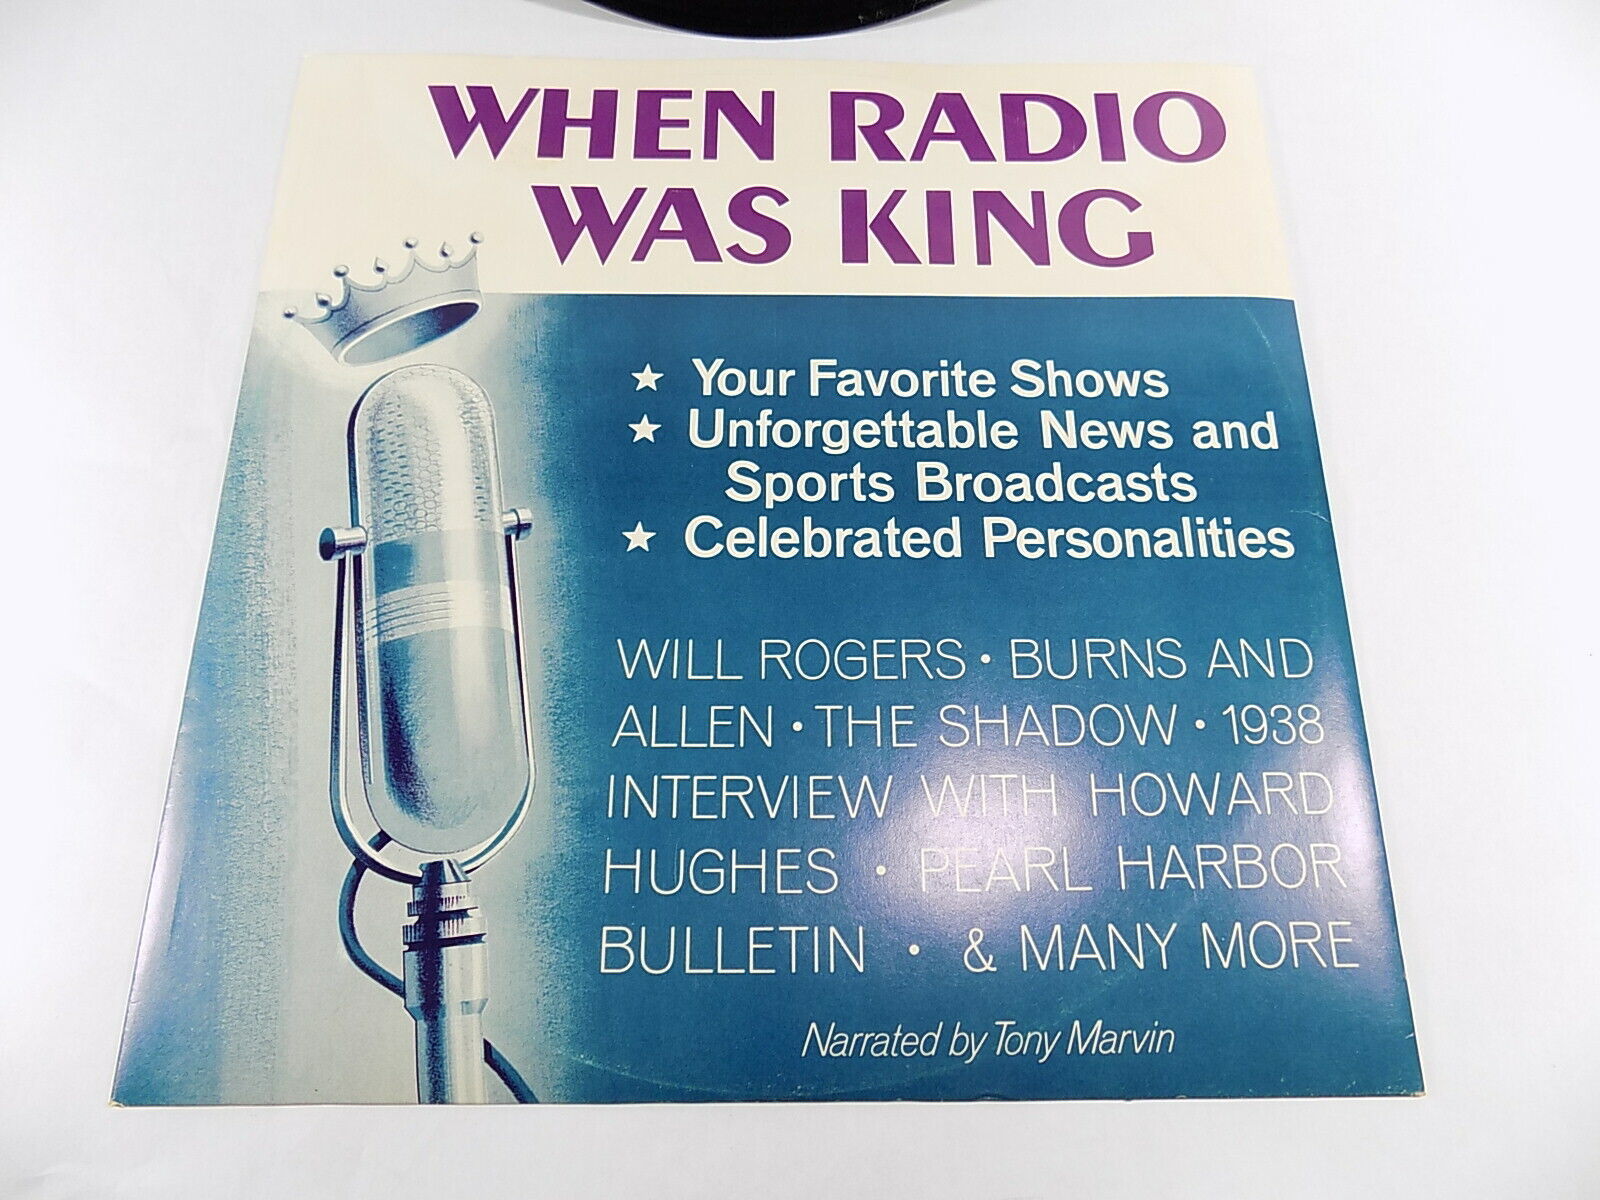 WHEN RADIO
WAS KING
★ Your Favorite Shows
★ Unforgettable News and
Sports Broadcasts
★ Celebrated Personalities
WILL ROGERS • BURNS AND
ALLEN • THE SHADOW • 1938
INTERVIEW WITH HOWARD
HUGHES • PEARL HARBOR
BULLETIN • & MANY MORE
Narrated by Tony Marvin